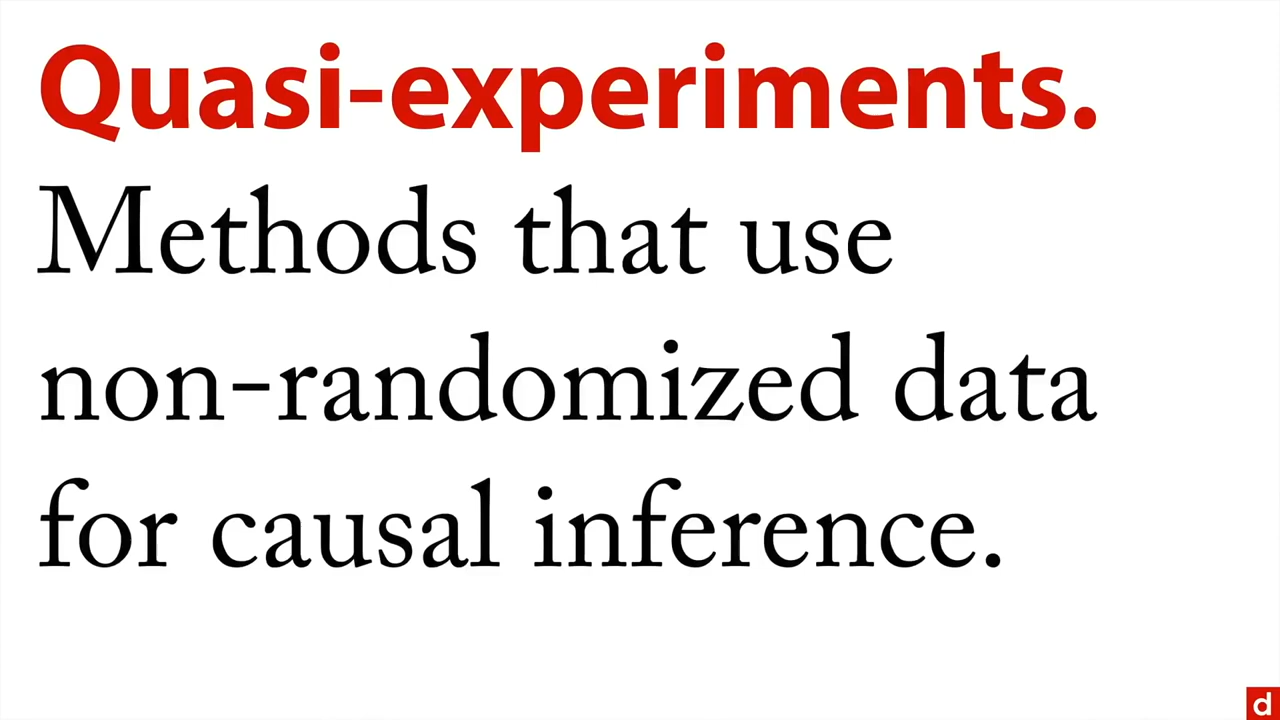 Quasi-experiments.
Methods that use
non-randomized data
for causal inference.
d